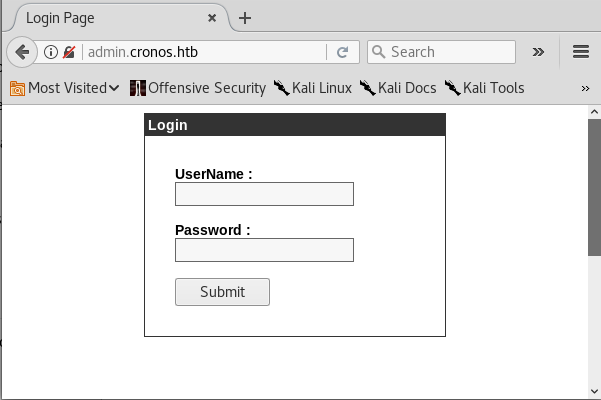 Login Page
admin.cronos.htb
Search
Most Visited
Offensive Security
Kali Linux
Kali Docs
Kali Tools
Login
UserName :
Password :
Submit